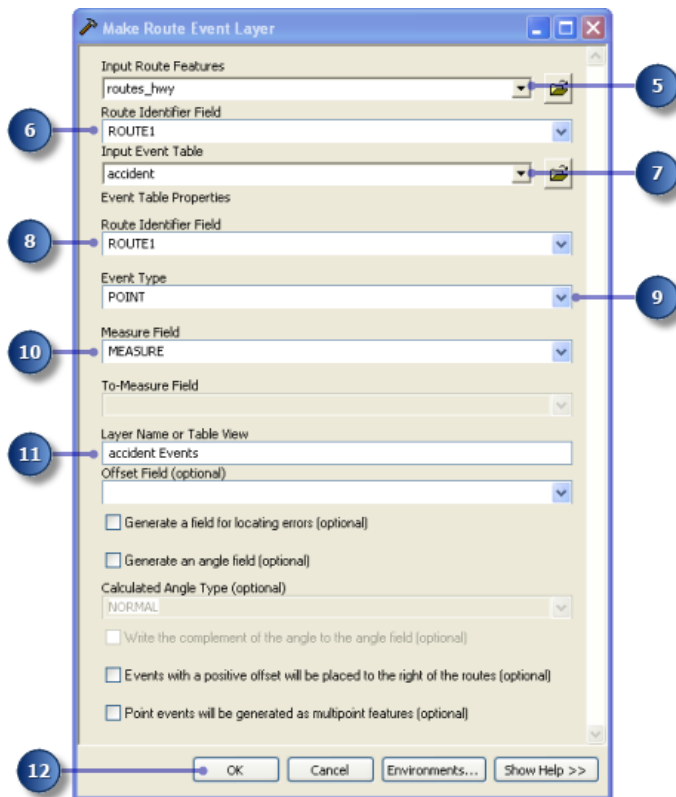 Make Route Event Layer
Input Route Features
routes_hwy
5
6
Route Identifier Field
ROUTE1
Input Event Table
accident
7
Event Table Properties
8
Route Identifier Field
ROUTE1
Event Type
POINT
9
Measure Field
10
MEASURE
To-Measure Field
Layer Name or Table View
11
accident Events
Offset Field (optional)
Generate a field for locating errors (optional)
Generate an angle field (optional)
Calculated Angle Type (optional)
NORMAL
Write the complement of the angle to the angle field (optional)
Events with a positive offset will be placed to the right of the routes (optional)
Point events will be generated as multipoint features (optional)
12
OK Cancel Environments... Show Help >>